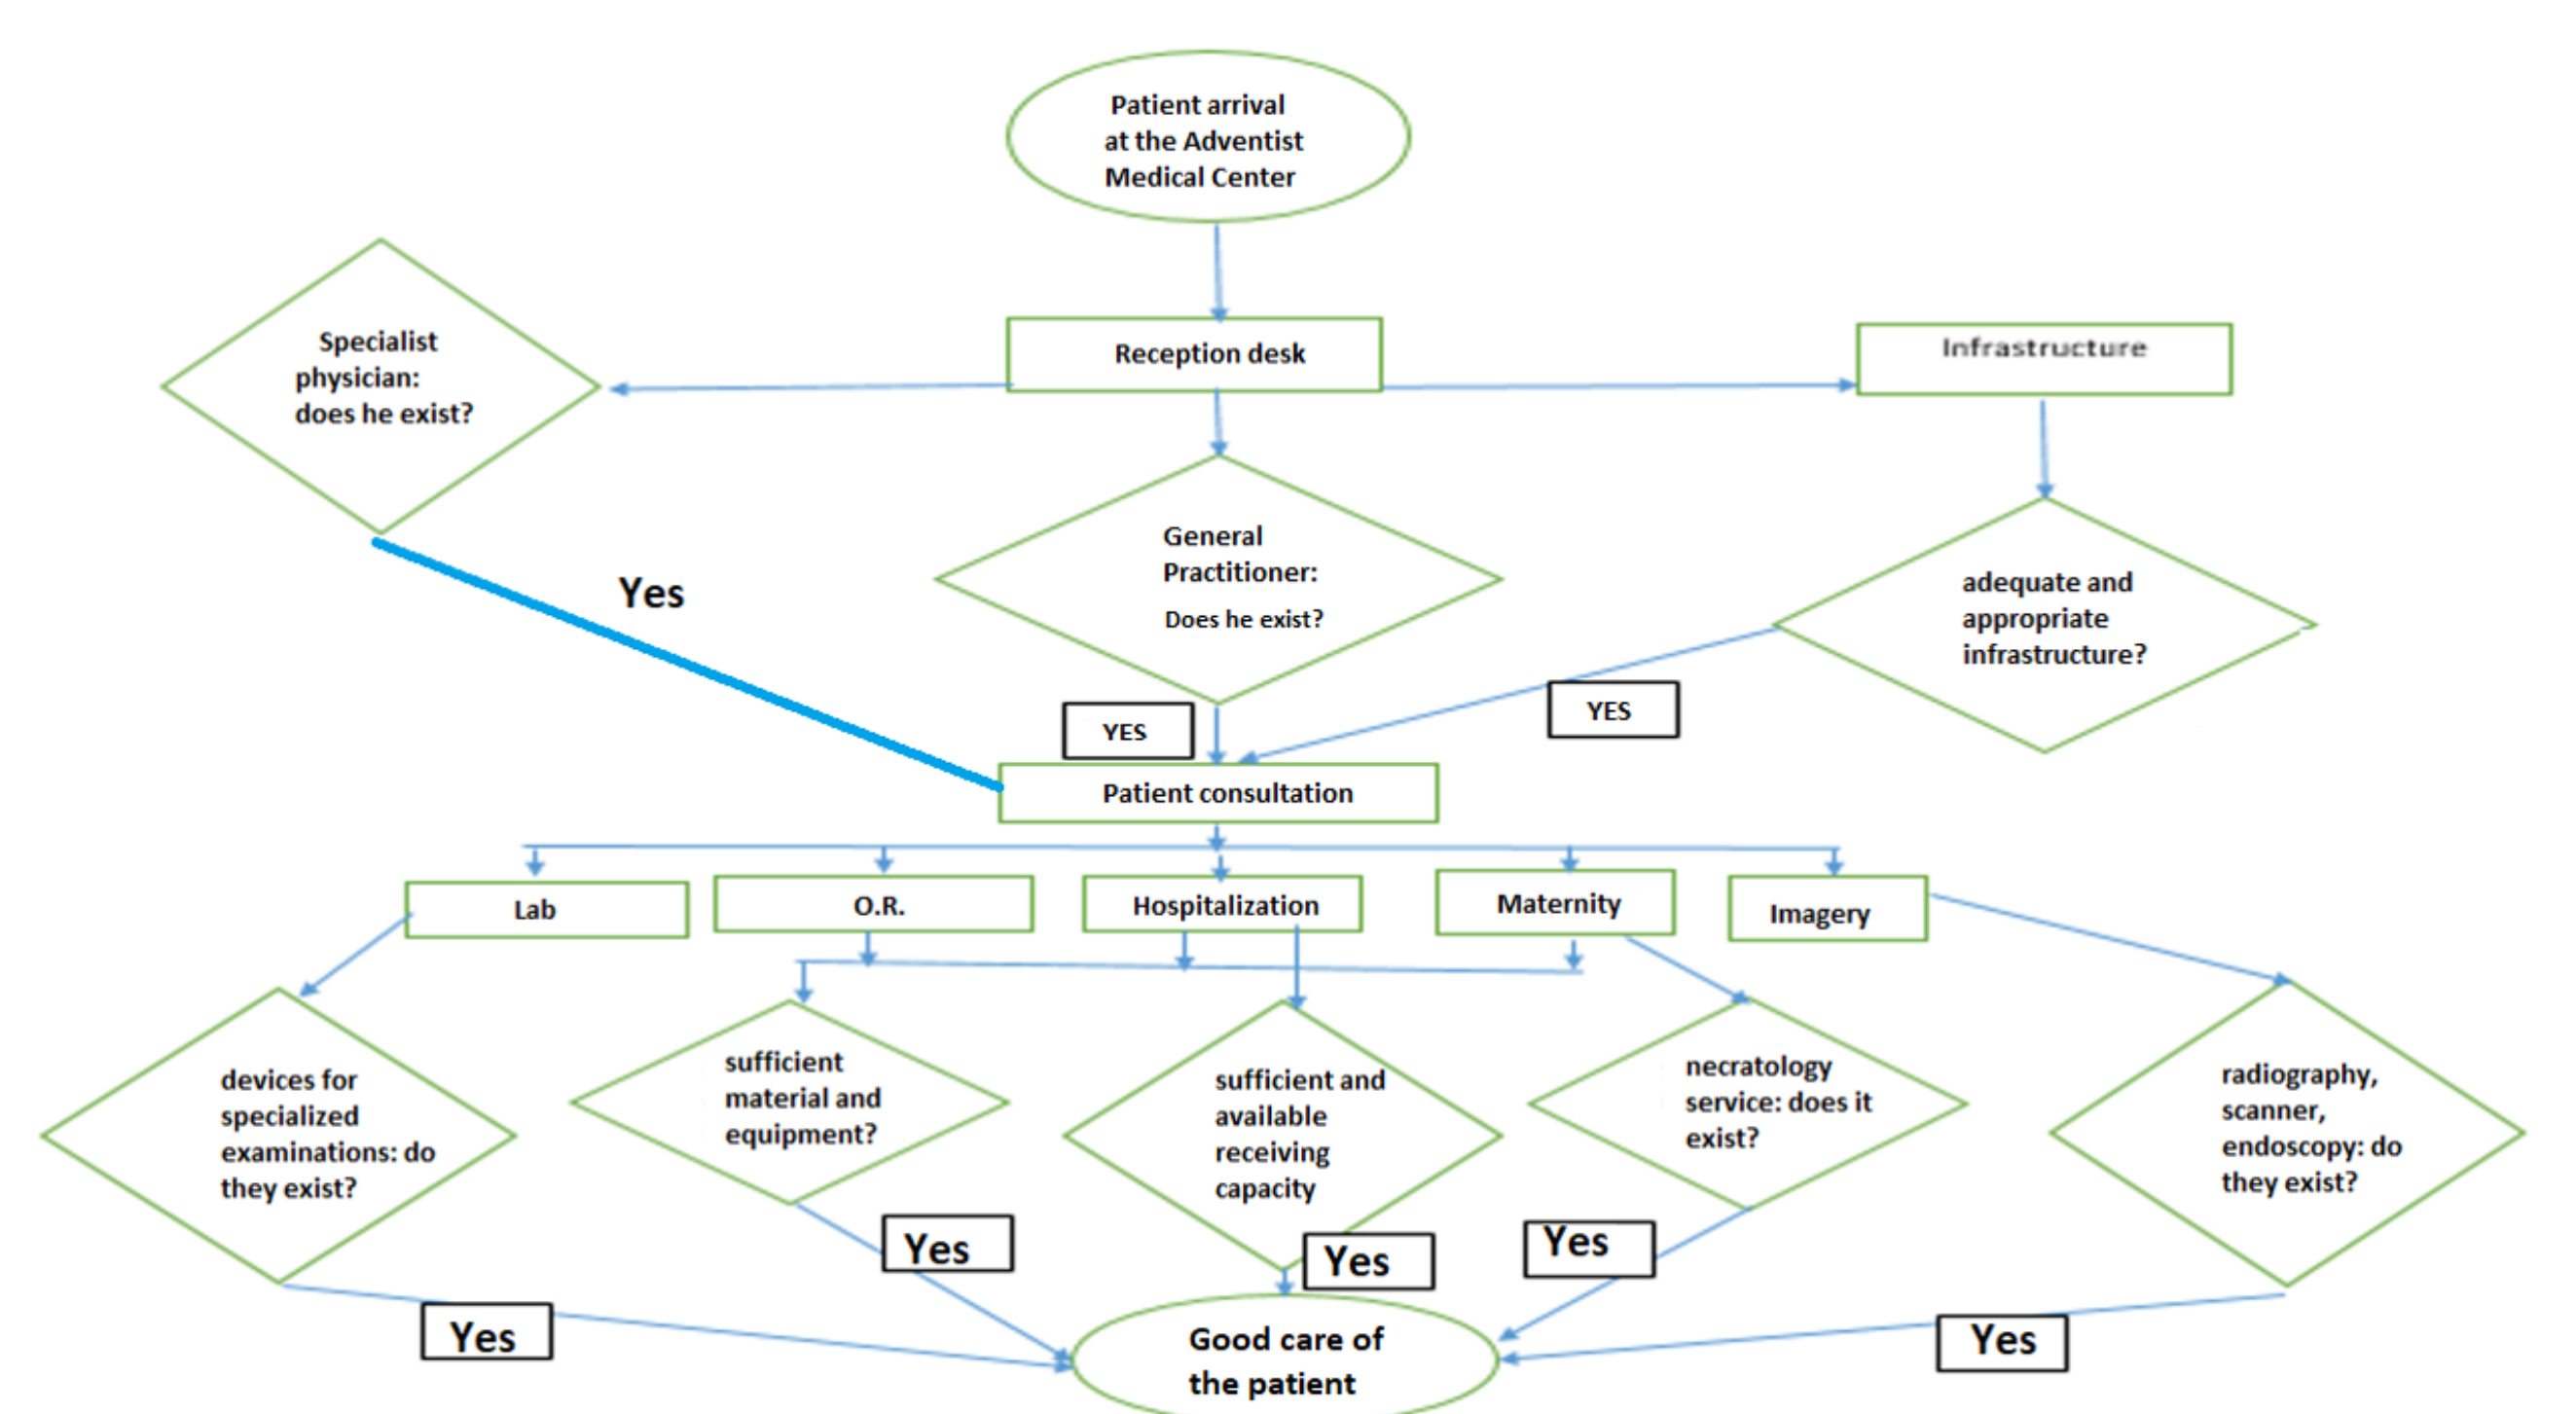 Patient arrival
at the Adventist
Medical Center
Specialist
physician:
does he exist?
Reception desk
Infrastructure
General
Practitioner:
Does he exist?
adequate and
appropriate
infrastructure?
Yes
YES
YES
Patient consultation
Lab
O.R.
Hospitalization
Maternity
Imagery
devices for
specialized
examinations: do
they exist?
sufficient
material and
equipment?
sufficient and
available
receiving
capacity
necratology
service: does it
exist?
radiography,
scanner,
endoscopy: do
they exist?
Yes
Yes
Yes
Yes
Yes
Good care of
the patient